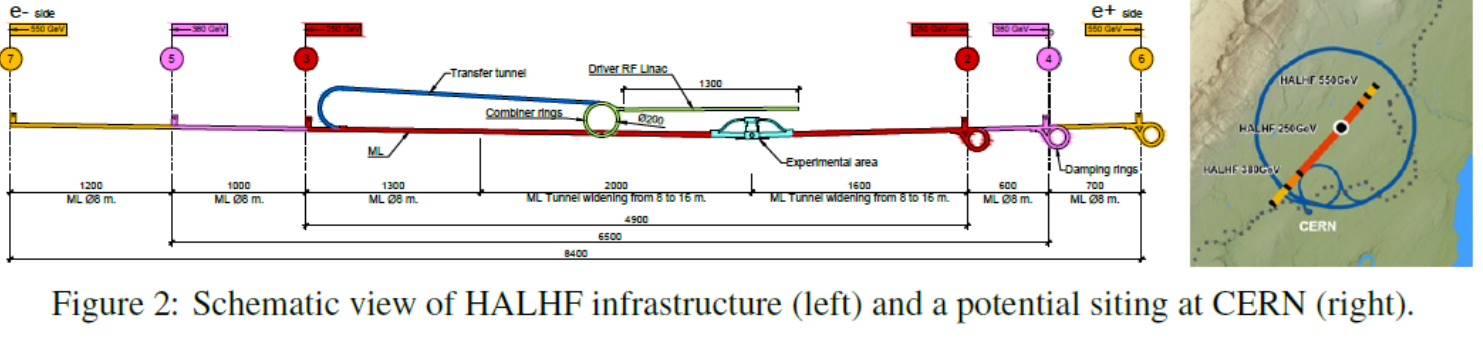 e- side
e+ side
550 GeV
380 GeV
250 GeV
250 GeV
380 GeV
550 GeV
7
5
3
2
4
6
Transfer tunnel
Driver RF Linac
1300
Combiner rings
Ø200
ML
Experimental area
Damping rings
1200
1000
1300
2000
1600
600
700
ML Ø8 m.
ML Ø8 m.
ML Ø8 m.
ML Tunnel widening from 8 to 16 m.
ML Tunnel widening from 8 to 16 m.
ML Ø8 m.
ML Ø8 m.
4900
6500
8400
HALHF 550GeV
HALHF 250GeV
HALHF 380GeV
CERN
Figure 2: Schematic view of HALHF infrastructure (left) and a potential siting at CERN (right).